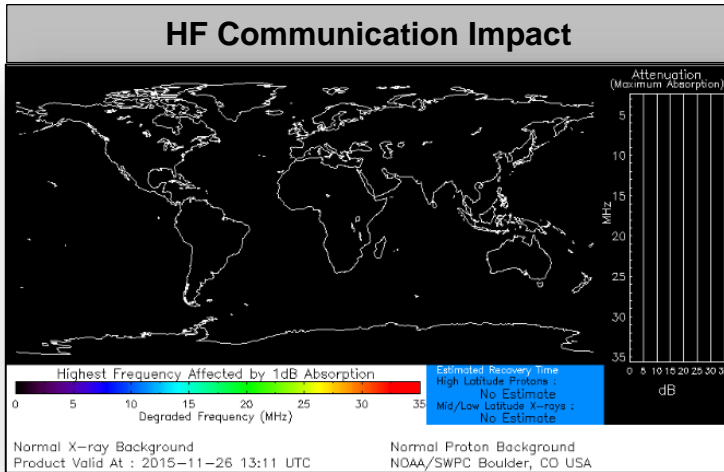 HF Communication Impact
Attenuation
(Maximum Absorption)
5
10
15
20
25
30
35
MHz
0 5 10 15 20 25 30
dB
Highest Frequency Affected by 1dB Absorption
0 5 10 15 20 25 30 35
Degraded Frequency (MHz)
Estimated Recovery Time
High Latitude Protons :
No Estimate
Mid/Low Latitude X-rays :
No Estimate
Normal X-ray Background
Product Valid At : 2015-11-26 13:11 UTC
Normal Proton Background
NOAA/SWPC Boulder, CO USA